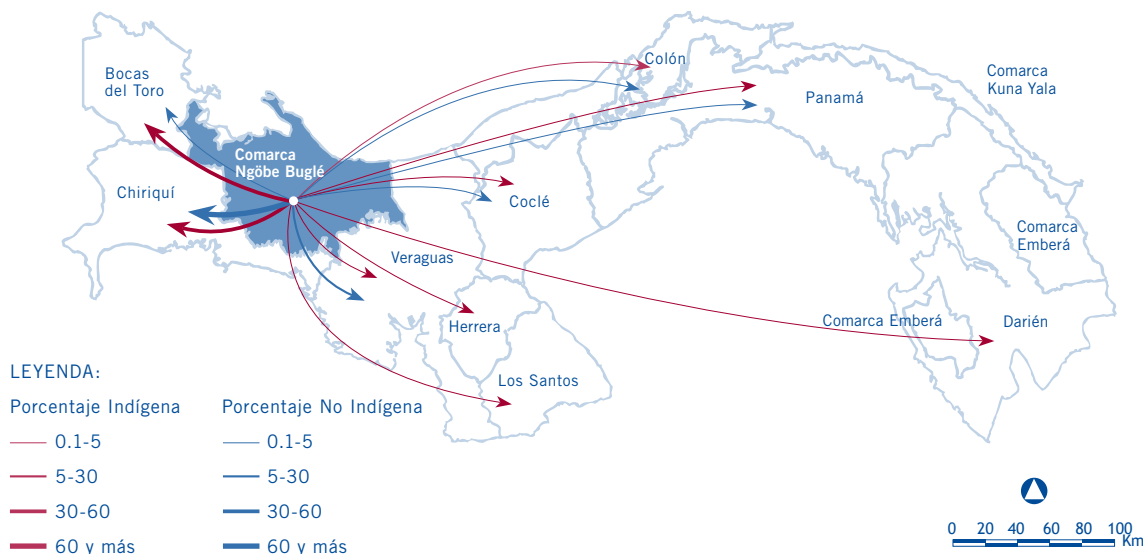 Bocas
del Toro
Colón
Comarca
Kuna Yala
Panamá
Comarca
Ngöbe Buglé
Chiriquí
Coclé
Comarca
Emberá
Veraguas
Herrera
Comarca Emberá
Darién
Los Santos
LEYENDA:
Porcentaje Indígena
Porcentaje No Indígena
0.1-5
0.1-5
5-30
5-30
30-60
30-60
60 y más
60 y más
0 20 40 60 80 100
Km